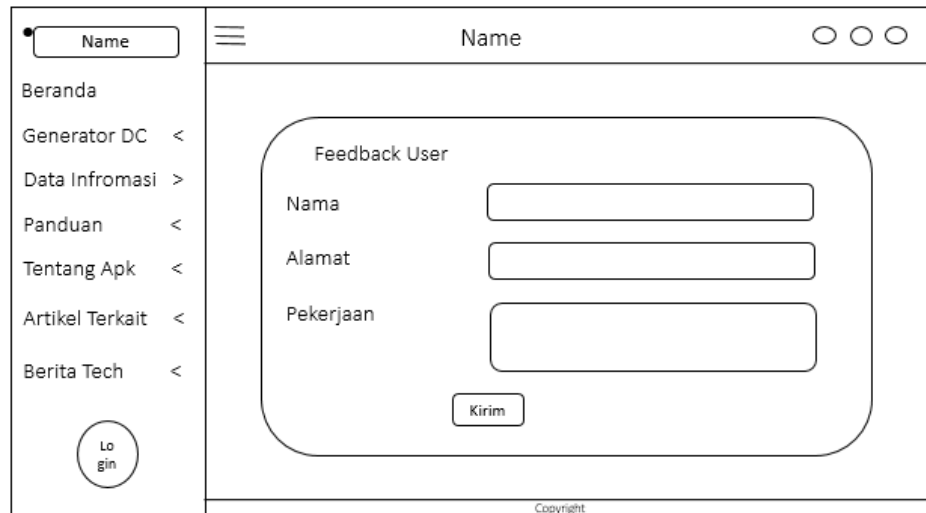 Name
Beranda
Generator DC <
Data Infromasi >
Panduan <
Tentang Apk <
Artikel Terkait <
Berita Tech <
Lo
gin
Name
Feedback User
Nama
Alamat
Pekerjaan
Kirim
Copyright